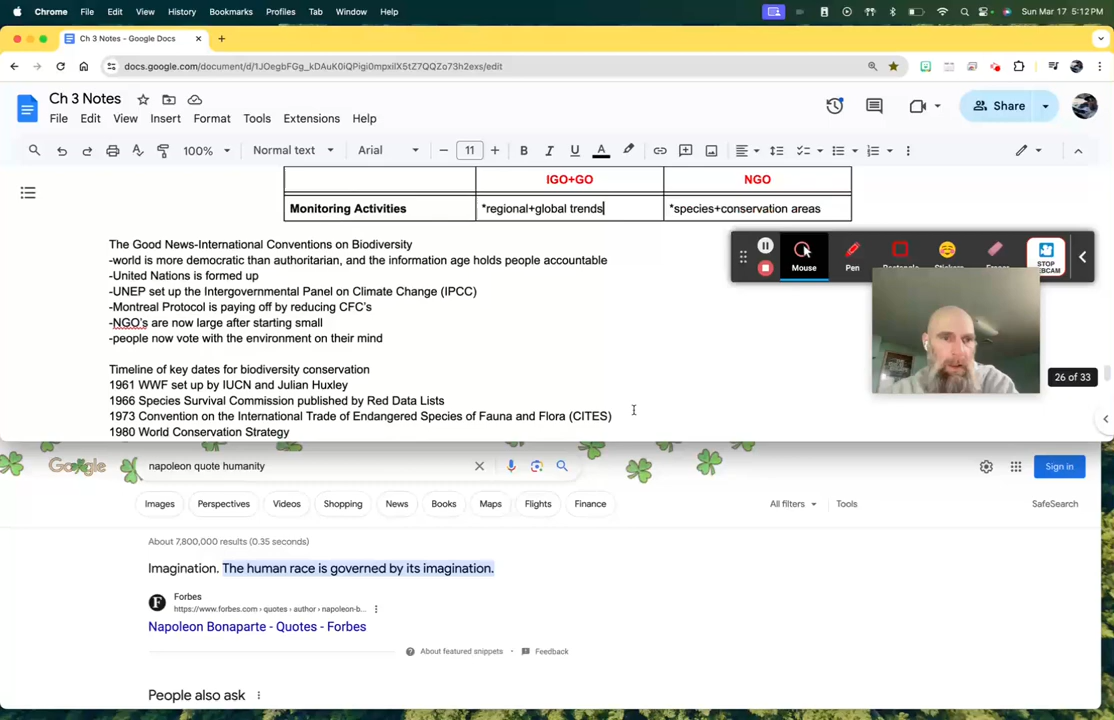 Chrome File Edit View History Bookmarks Profiles Tab Window Help Sun Mar 17 5:12 PM
Ch 3 Notes - Google Docs
docs.google.com/document/d/1JOegbFGg_kDAuK0iQPigi0mpxilX5tZ7QQZo73h2exs/edit
Ch 3 Notes
Share
File Edit View Insert Format Tools Extensions Help
100% Normal text Arial 11 B I U A
IGO+GO NGO
Monitoring Activities *regional+global trends *species+conservation areas
The Good News-International Conventions on Biodiversity
-world is more democratic than authoritarian, and the information age holds people accountable
-United Nations is formed up
-UNEP set up the Intergovernmental Panel on Climate Change (IPCC)
-Montreal Protocol is paying off by reducing CFC's
-NGO's are now large after starting small
-people now vote with the environment on their mind
Mouse Pen STOP WEBCAM
26 of 33
Timeline of key dates for biodiversity conservation
1961 WWF set up by IUCN and Julian Huxley
1966 Species Survival Commission published by Red Data Lists
1973 Convention on the International Trade of Endangered Species of Fauna and Flora (CITES)
1980 World Conservation Strategy
Google napoleon quote humanity Sign in
Images Perspectives Videos Shopping News Books Maps Flights Finance All filters Tools SafeSearch
About 7,800,000 results (0.35 seconds)
Imagination. The human race is governed by its imagination.
F Forbes
https://www.forbes.com › quotes › author › napoleon-b...
Napoleon Bonaparte - Quotes - Forbes
About featured snippets • Feedback
People also ask